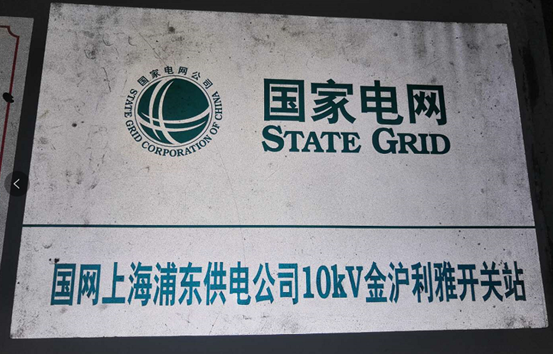 国家电网公司
STATE GRID CORPORATION OF CHINA
国家电网
STATE GRID
国网上海浦东供电公司10kV金沪利雅开关站